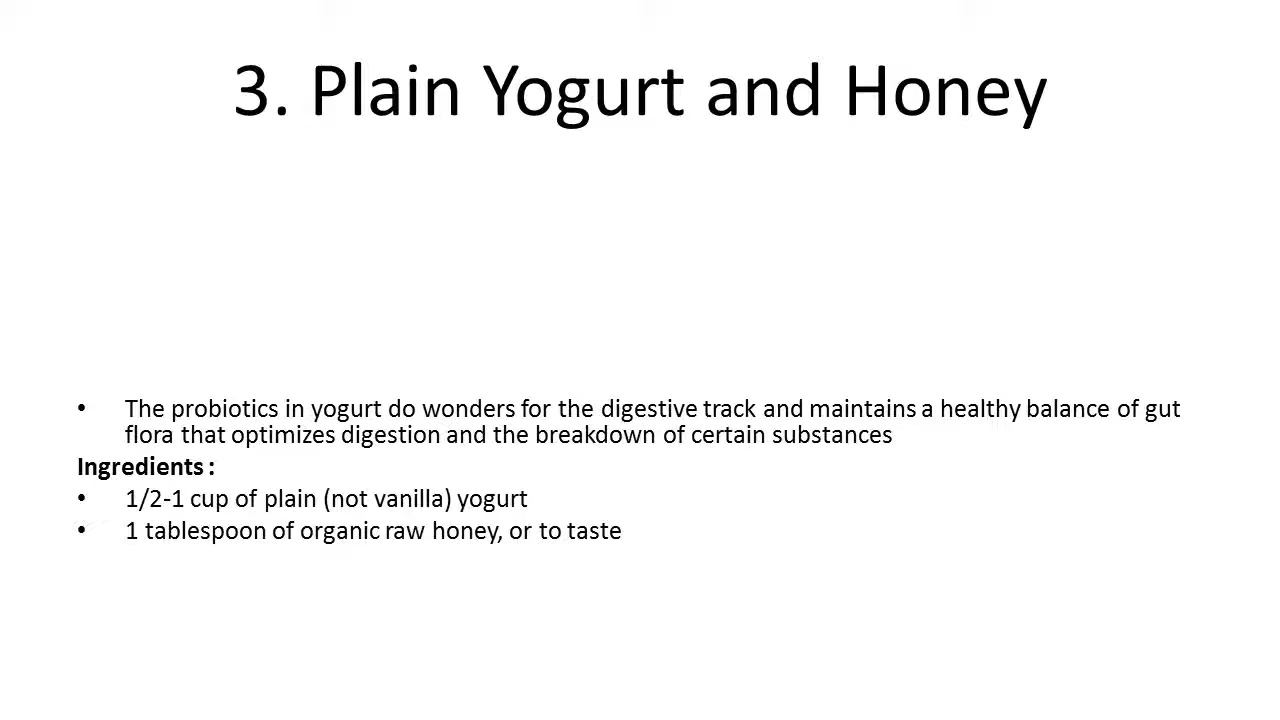 3. Plain Yogurt and Honey
• The probiotics in yogurt do wonders for the digestive track and maintains a healthy balance of gut
flora that optimizes digestion and the breakdown of certain substances
Ingredients :
• 1/2-1 cup of plain (not vanilla) yogurt
• 1 tablespoon of organic raw honey, or to taste